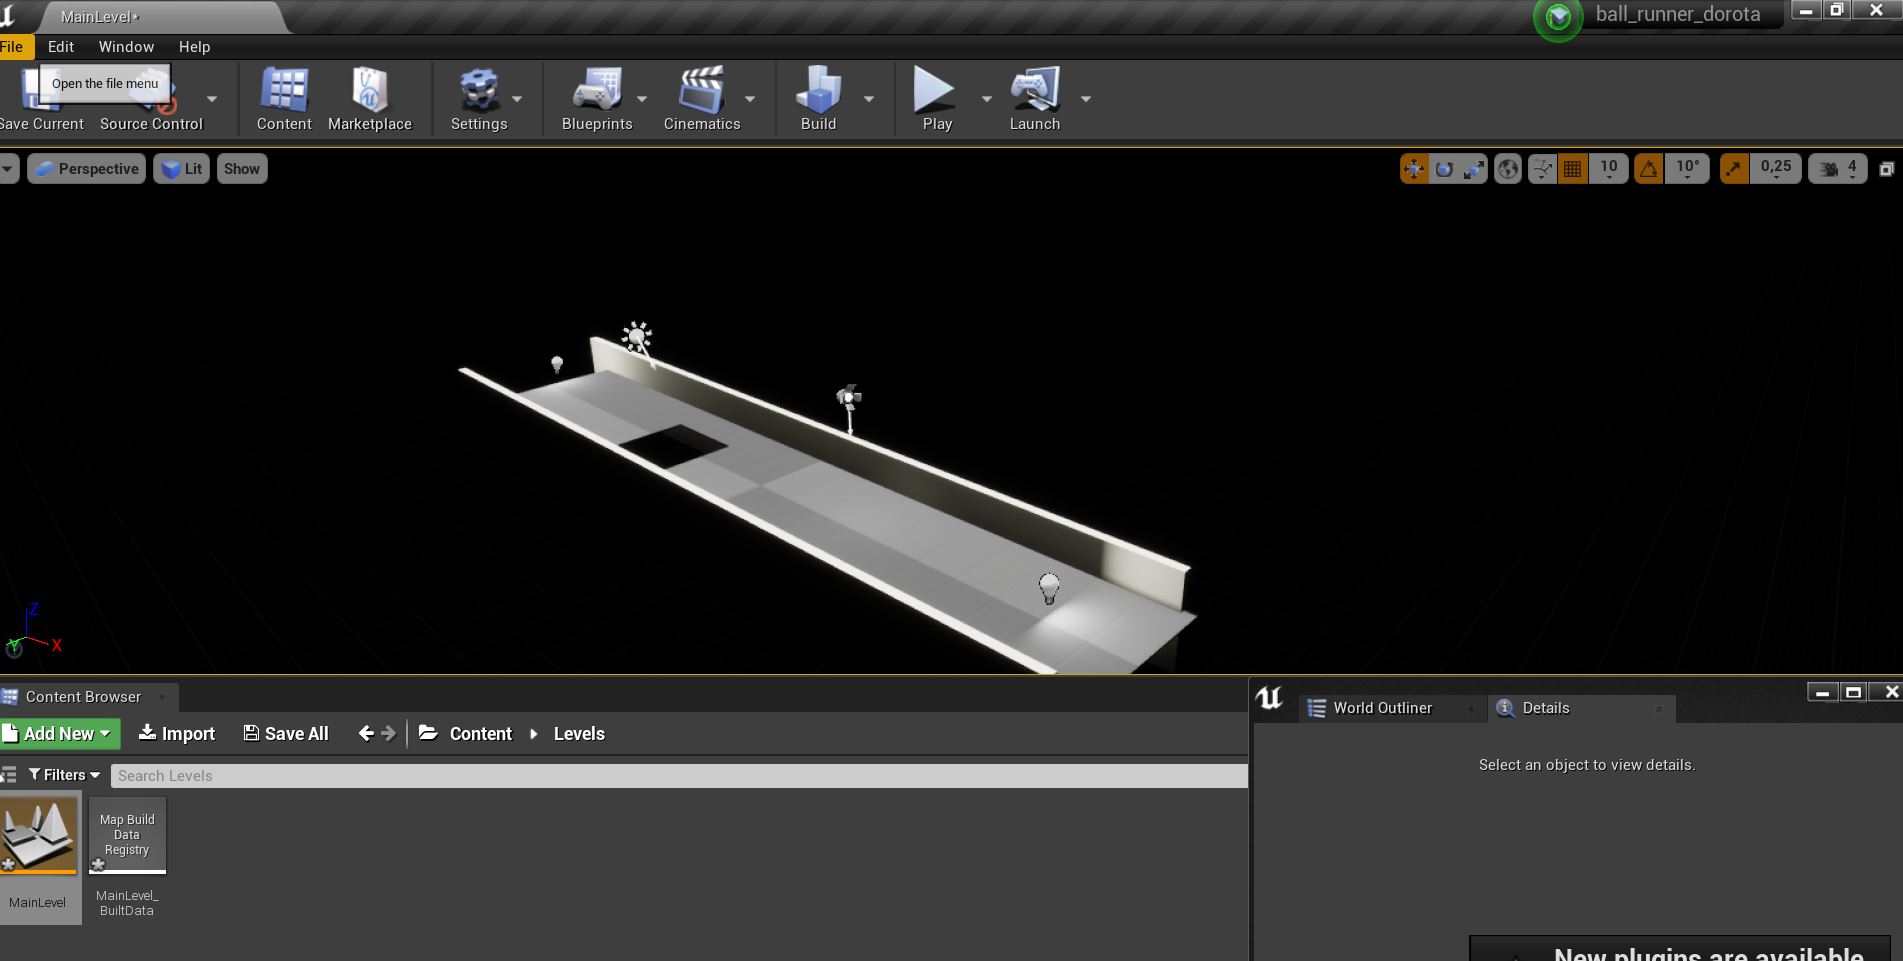 MainLevel*
ball_runner_dorota
File Edit Window Help
Open the file menu
Save Current Source Control Content Marketplace Settings Blueprints Cinematics Build Play Launch
Perspective Lit Show 10 10° 0,25 4
Z
Y X
Content Browser
World Outliner Details
Add New Import Save All Content Levels
Filters Search Levels
Select an object to view details.
Map Build
Data
Registry
MainLevel
MainLevel_
BuiltData
New plugins are available